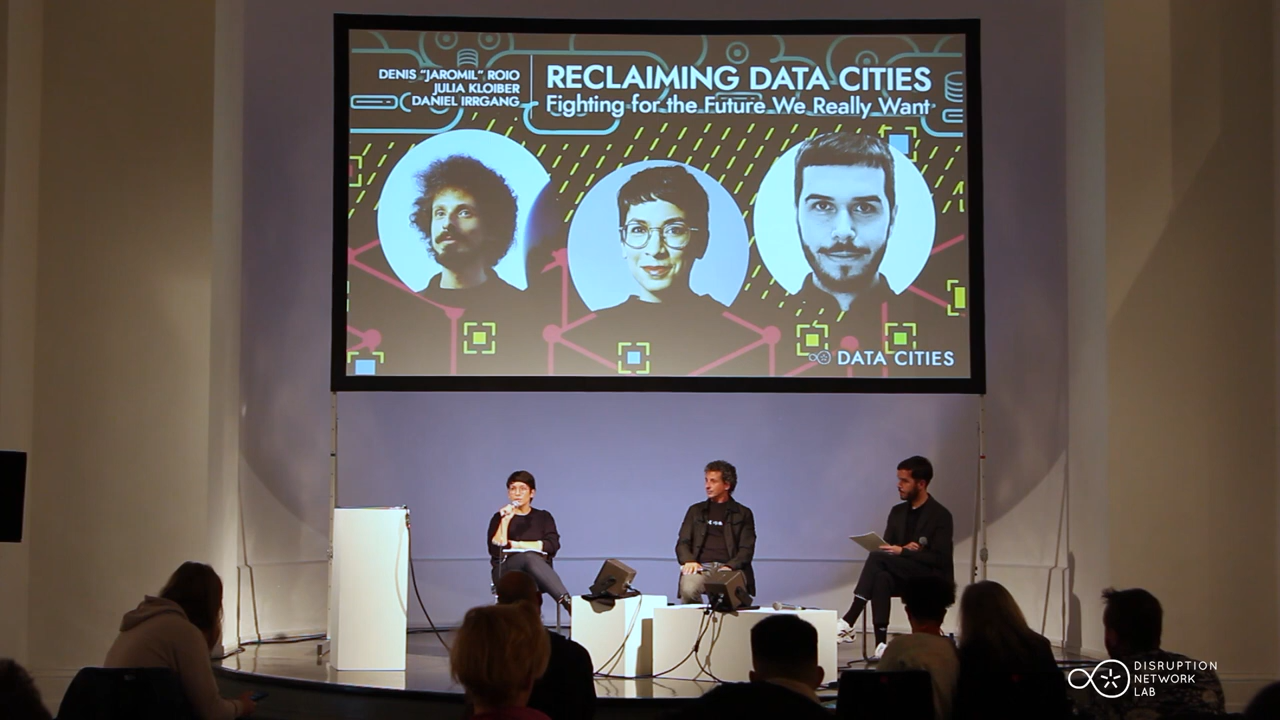 DENIS "JAROMIL" ROIO
JULIA KLOIBER
DANIEL IRRGANG
RECLAIMING DATA CITIES
Fighting for the Future We Really Want
DATA CITIES
DISRUPTION
NETWORK
LAB